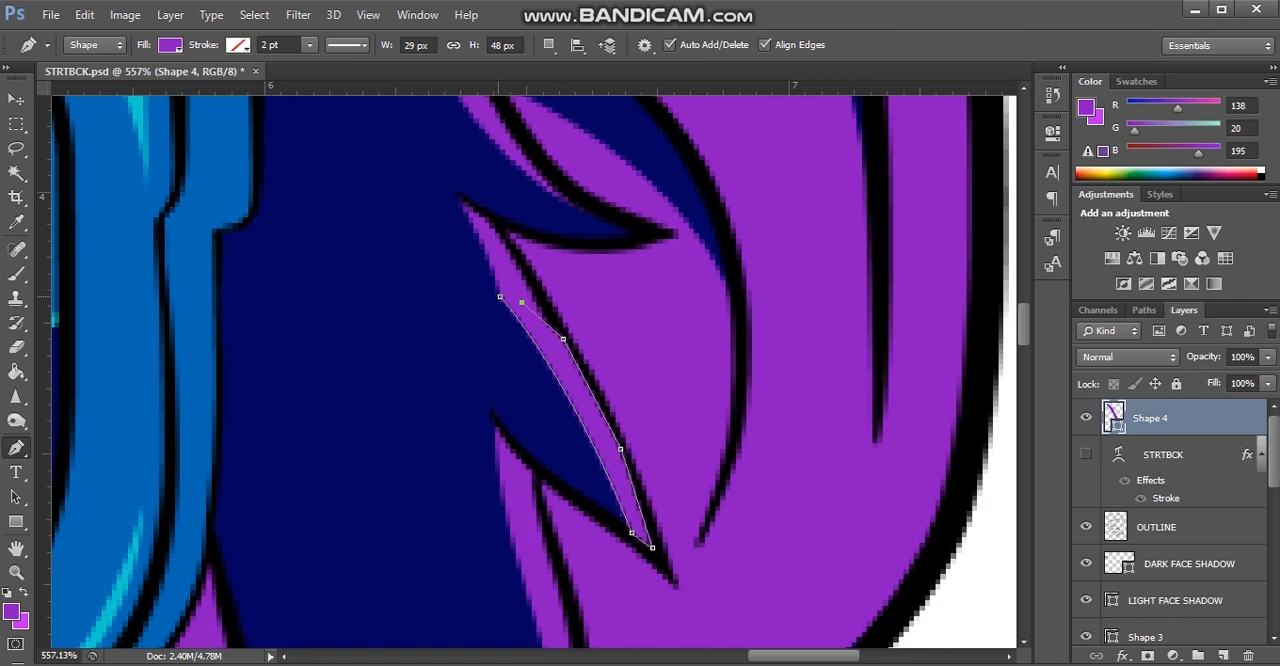 www.BANDICAM.com
Ps File Edit Image Layer Type Select Filter 3D View Window Help
Shape Fill: Stroke: 2 pt W: 29 px H: 48 px Auto Add/Delete Align Edges Essentials
STRTBCK.psd @ 557% (Shape 4, RGB/8) * ×
6 7
4
Color Swatches
R 138
G 20
B 195
Adjustments Styles
Add an adjustment
Channels Paths Layers
Kind
Normal Opacity: 100%
Lock: Fill: 100%
Shape 4
STRTBCK fx
Effects
Stroke
OUTLINE
DARK FACE SHADOW
LIGHT FACE SHADOW
Shape 3
557.13% Doc: 2.40M/4.78M